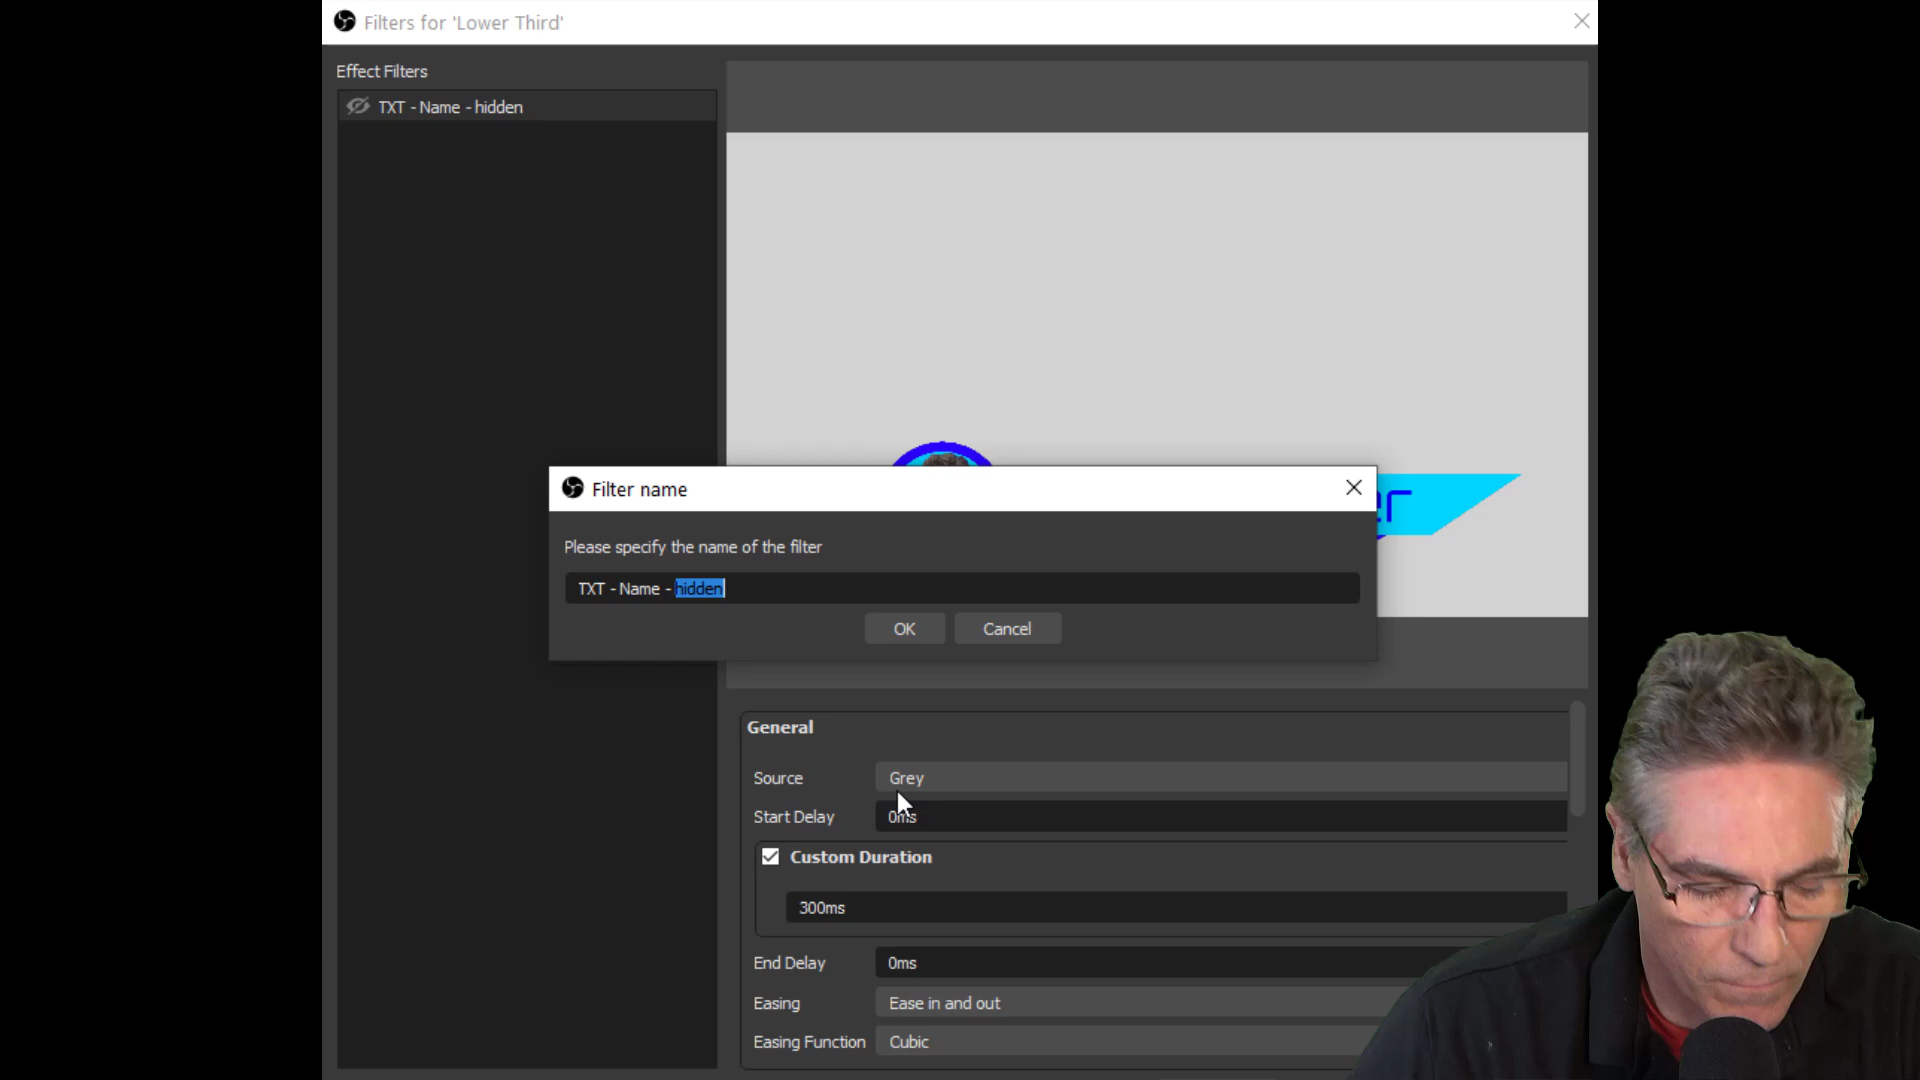 Filters for 'Lower Third'
Effect Filters
TXT - Name - hidden
er
Filter name
Please specify the name of the filter
TXT - Name - hidden
OK
Cancel
General
Source
Grey
Start Delay
0ms
Custom Duration
300ms
End Delay
0ms
Easing
Ease in and out
Easing Function
Cubic